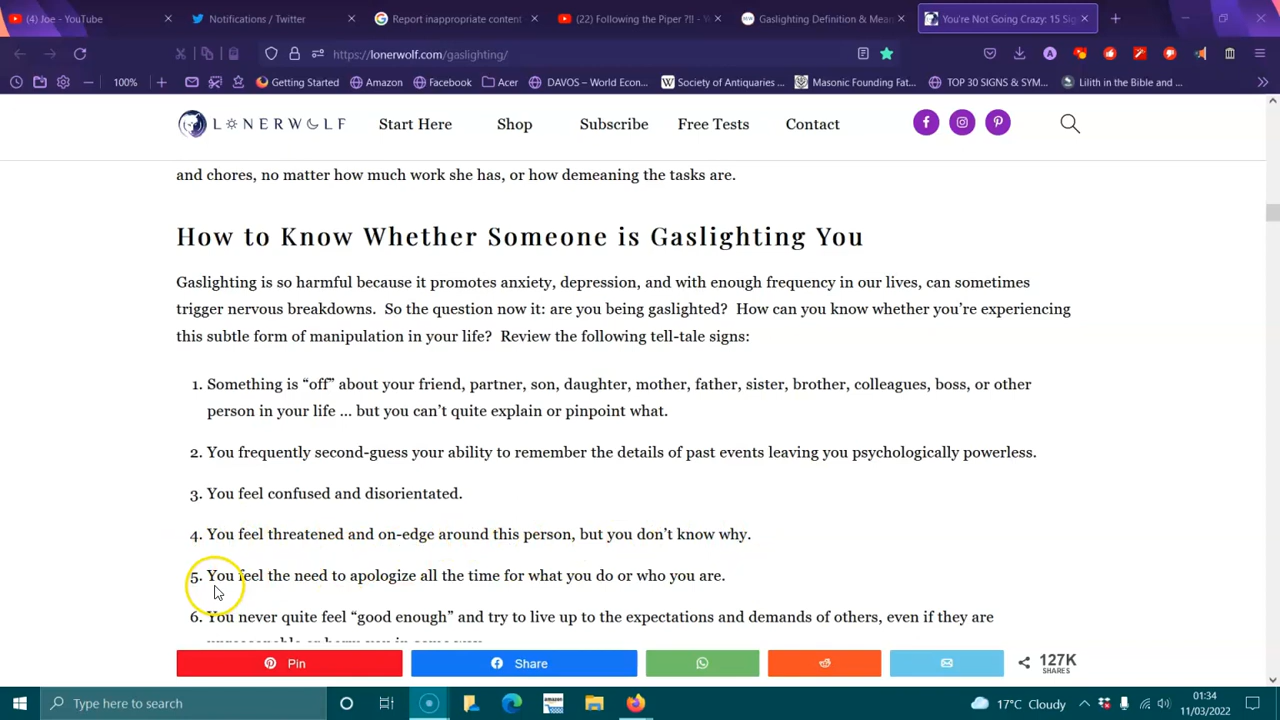 (4) Joe - YouTube
Notifications / Twitter
Report inappropriate content
(22) Following the Piper ?!! - Y
Gaslighting Definition & Mean
You're Not Going Crazy: 15 Sig
https://lonerwolf.com/gaslighting/
100%
Getting Started
Amazon
Facebook
Acer
DAVOS – World Econ...
Society of Antiquaries ...
Masonic Founding Fat...
TOP 30 SIGNS & SYM...
Lilith in the Bible and ...
LONERWOLF
Start Here
Shop
Subscribe
Free Tests
Contact
and chores, no matter how much work she has, or how demeaning the tasks are.
How to Know Whether Someone is Gaslighting You
Gaslighting is so harmful because it promotes anxiety, depression, and with enough frequency in our lives, can sometimes
trigger nervous breakdowns.  So the question now it: are you being gaslighted?  How can you know whether you’re experiencing
this subtle form of manipulation in your life?  Review the following tell-tale signs:
1. Something is “off” about your friend, partner, son, daughter, mother, father, sister, brother, colleagues, boss, or other
person in your life … but you can’t quite explain or pinpoint what.
2. You frequently second-guess your ability to remember the details of past events leaving you psychologically powerless.
3. You feel confused and disorientated.
4. You feel threatened and on-edge around this person, but you don’t know why.
5. You feel the need to apologize all the time for what you do or who you are.
6. You never quite feel “good enough” and try to live up to the expectations and demands of others, even if they are
unreasonable or harm you in some way.
Pin
Share
127K
SHARES
Type here to search
amazon
17°C Cloudy
01:34
11/03/2022